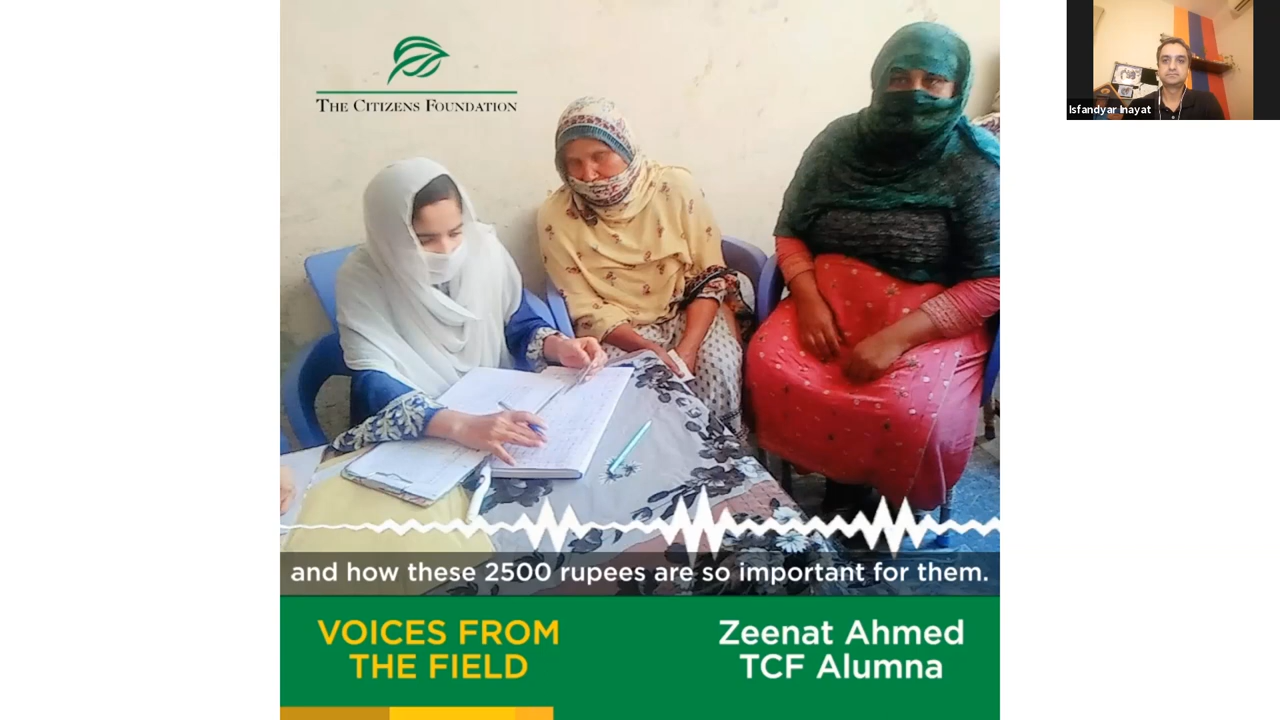 THE CITIZENS FOUNDATION
Isfandyar Inayat
and how these 2500 rupees are so important for them.
VOICES FROM
THE FIELD
Zeenat Ahmed
TCF Alumna